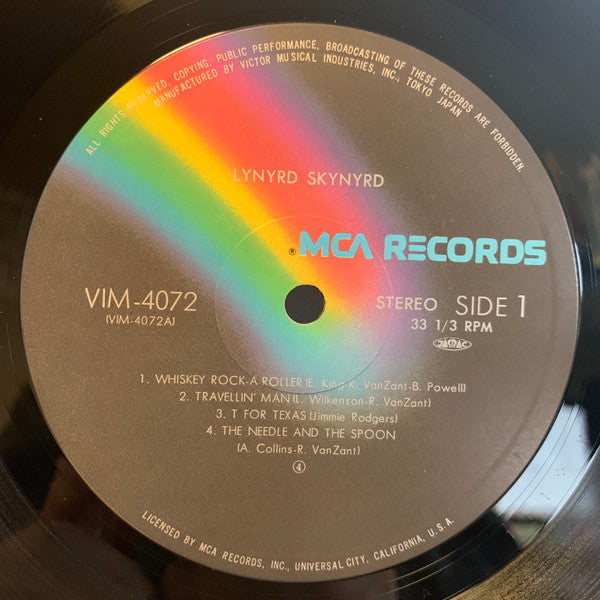 ALL RIGHTS RESERVED. COPYING, PUBLIC PERFORMANCE, BROADCASTING OF THESE RECORDS ARE FORBIDDEN.
MANUFACTURED BY VICTOR MUSICAL INDUSTRIES, INC., TOKYO JAPAN
LYNYRD SKYNYRD
® MCA RECORDS
VIM-4072
(VIM-4072A)
STEREO SIDE 1
33 1/3 RPM
JASRAC
1. WHISKEY ROCK-A ROLLER (E. King-R. VanZant-B. Powell)
2. TRAVELLIN' MAN (L. Wilkenson-R. VanZant)
3. T FOR TEXAS (Jimmie Rodgers)
4. THE NEEDLE AND THE SPOON
(A. Collins-R. VanZant)
④
LICENSED BY MCA RECORDS, INC., UNIVERSAL CITY, CALIFORNIA, U.S.A.